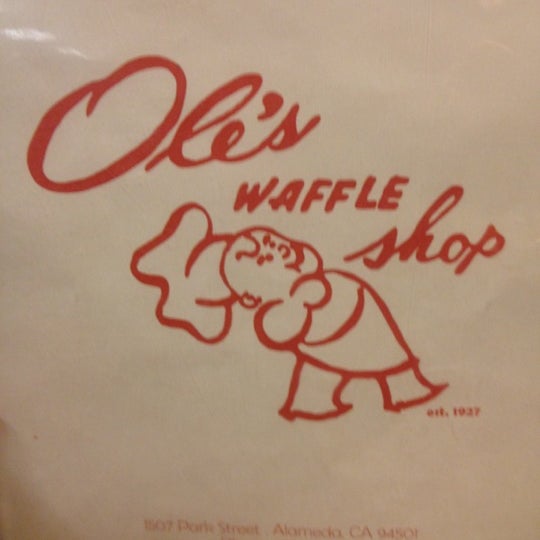 Ole's
WAFFLE
shop
est. 1927
1507 Park Street . Alameda, CA 94501